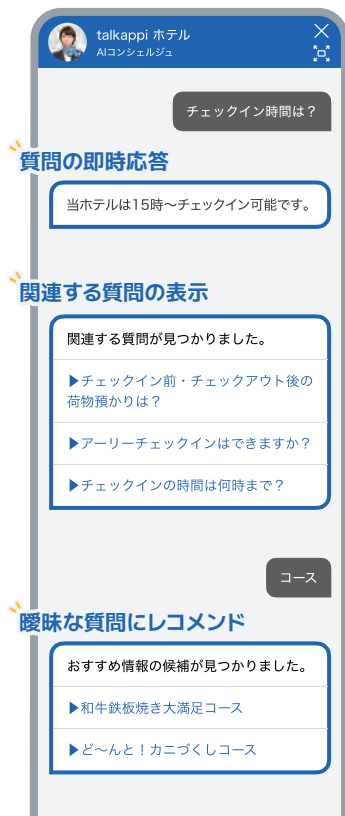 talkappi ホテル
AIコンシェルジュ
チェックイン時間は？
質問の即時応答
当ホテルは15時〜チェックイン可能です。
関連する質問の表示
関連する質問が見つかりました。
▶チェックイン前・チェックアウト後の
荷物預かりは？
▶アーリーチェックインはできますか？
▶チェックインの時間は何時まで？
コース
曖昧な質問にレコメンド
おすすめ情報の候補が見つかりました。
▶和牛鉄板焼き大満足コース
▶ど〜んと！カニづくしコース